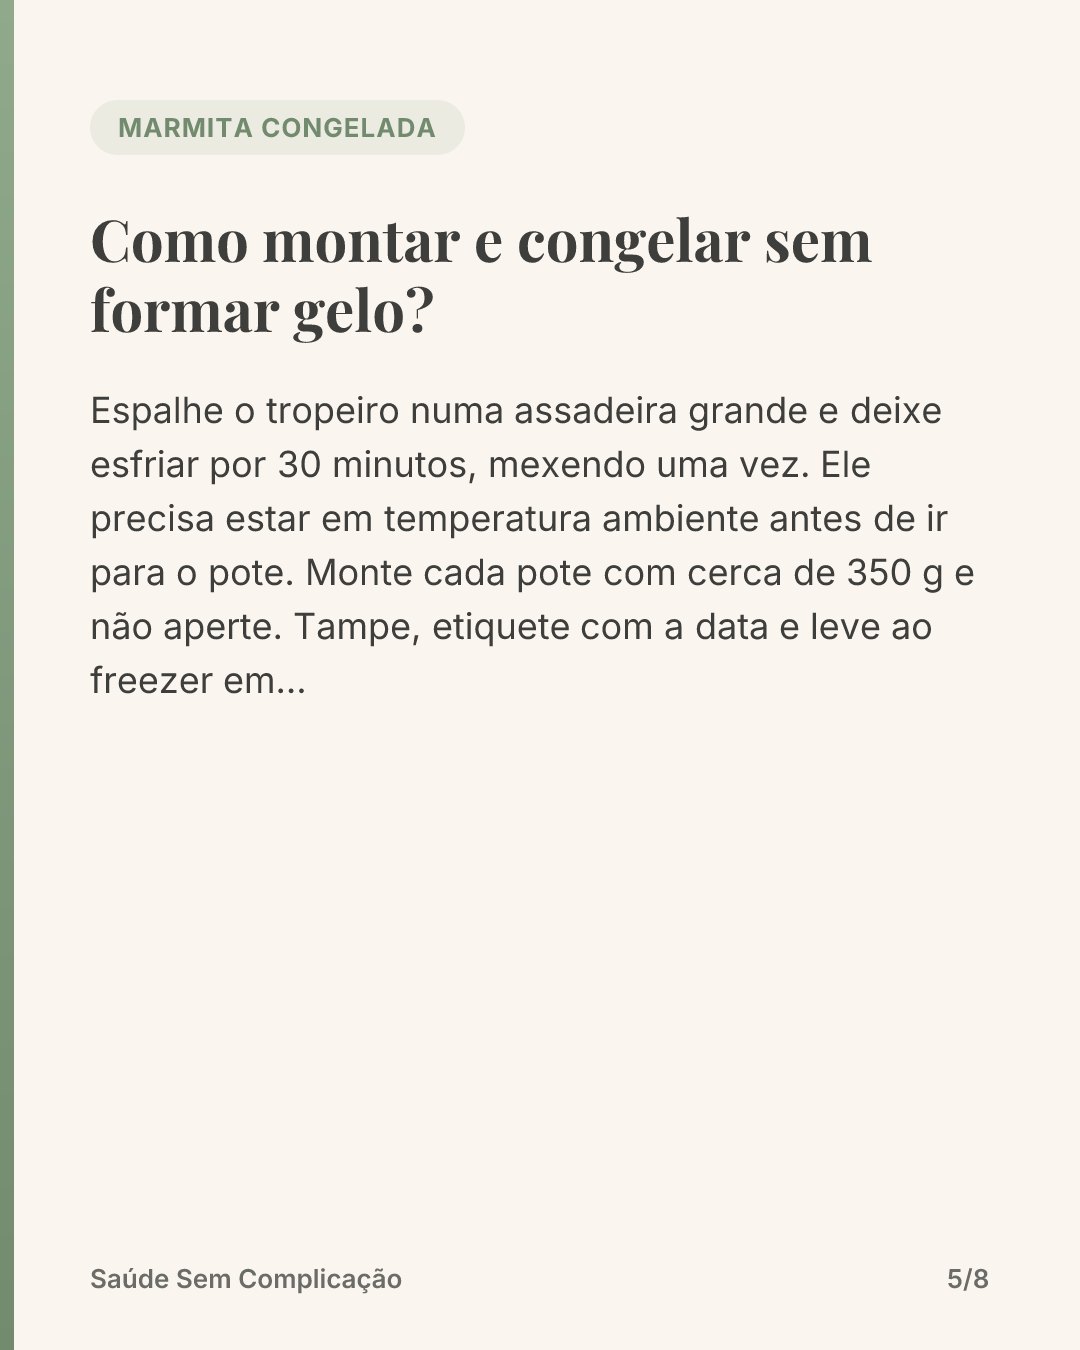 MARMITA CONGELADA
Como montar e congelar sem
formar gelo?
Espalhe o tropeiro numa assadeira grande e deixe
esfriar por 30 minutos, mexendo uma vez. Ele
precisa estar em temperatura ambiente antes de ir
para o pote. Monte cada pote com cerca de 350 g e
não aperte. Tampe, etiquete com a data e leve ao
freezer em...
Saúde Sem Complicação
5/8